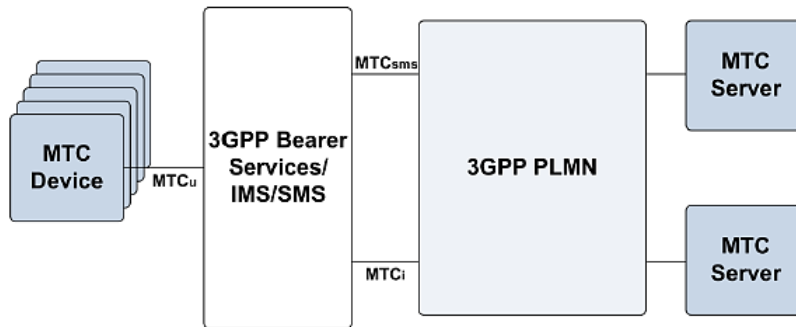 MTC
Device
MTCu
3GPP Bearer
Services/
IMS/SMS
MTCsms
MTCi
3GPP PLMN
MTC
Server
MTC
Server